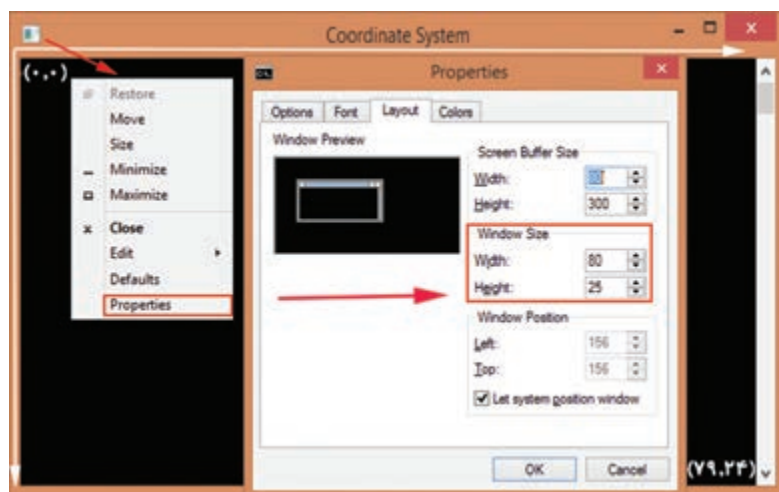 Coordinate System
(۰,۰)
Restore
Move
Size
Minimize
Maximize
Close
Edit
Defaults
Properties
Properties
Options Font Layout Colors
Window Preview
Screen Buffer Size
Width:
Height: 300
Window Size
Width: 80
Height: 25
Window Position
Left: 156
Top: 156
Let system position window
OK Cancel
(۷۹,۲۴)